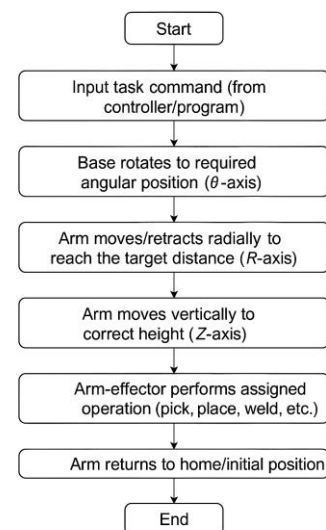 Start
Input task command (from
controller/program)
Base rotates to required
angular position (θ-axis)
Arm moves/retracts radially to
reach the target distance (R-axis)
Arm moves vertically to
correct height (Z-axis)
Arm-effector performs assigned
operation (pick, place, weld, etc.)
Arm returns to home/initial position
End